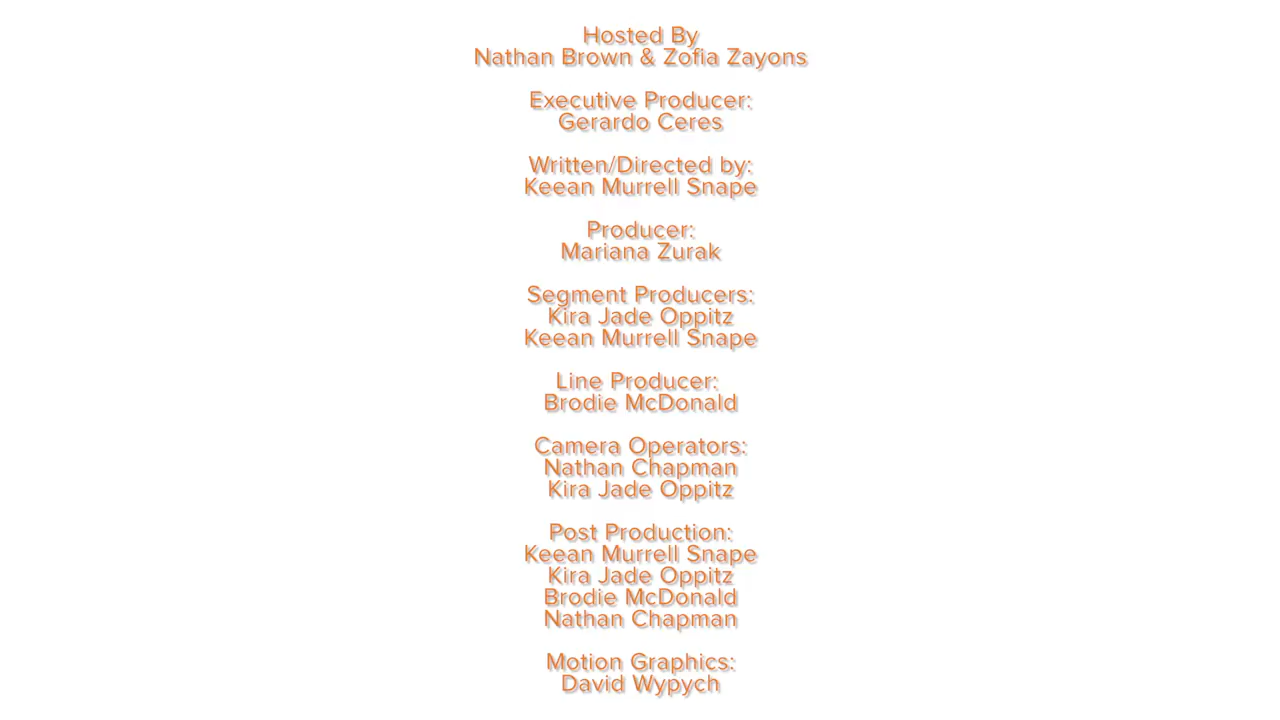 Hosted By
Nathan Brown & Zofia Zayons
Executive Producer:
Gerardo Ceres
Written/Directed by:
Keean Murrell Snape
Producer:
Mariana Zurak
Segment Producers:
Kira Jade Oppitz
Keean Murrell Snape
Line Producer:
Brodie McDonald
Camera Operators:
Nathan Chapman
Kira Jade Oppitz
Post Production:
Keean Murrell Snape
Kira Jade Oppitz
Brodie McDonald
Nathan Chapman
Motion Graphics:
David Wypych